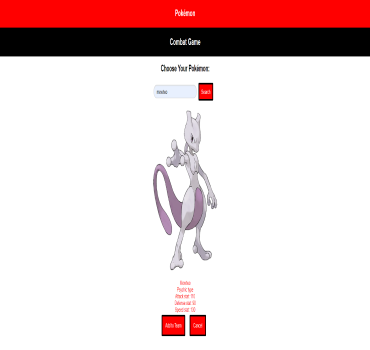 Pokémon
Combat Game
Choose Your Pokémon:
mewtwo
Search
Mewtwo
Psychic type
Attack stat: 110
Defense stat: 90
Speed stat: 130
Add to Team
Cancel